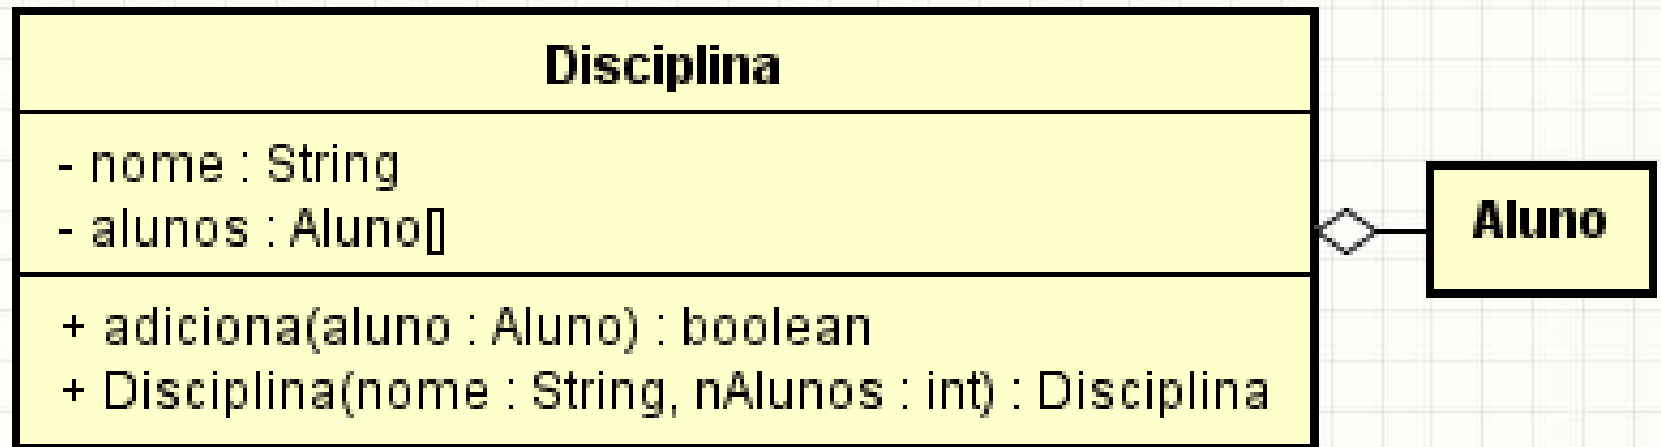 Disciplina
- nome : String
- alunos : Aluno[]
+ adiciona(aluno : Aluno) : boolean
+ Disciplina(nome : String, nAlunos : int) : Disciplina
Aluno